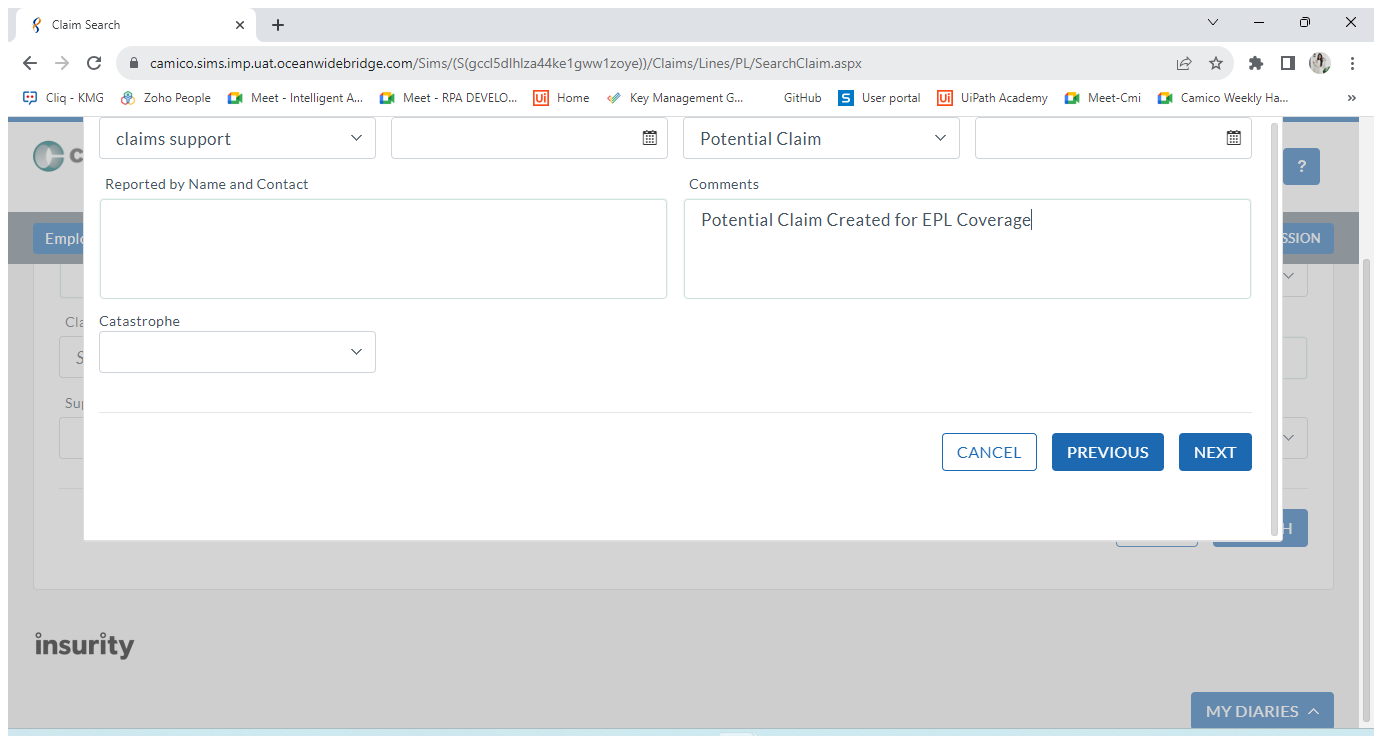 Claim Search
camico.sims.imp.uat.oceanwidebridge.com/Sims/(S(gccl5dlhlza44ke1gww1zoye))/Claims/Lines/PL/SearchClaim.aspx
Cliq - KMG Zoho People Meet - Intelligent A... Meet - RPA DEVELO... Home Key Management G... GitHub User portal UiPath Academy Meet-Cmi Camico Weekly Ha... »
claims support Potential Claim
C ?
Reported by Name and Contact Comments
Potential Claim Created for EPL Coverage
Emplo SSION
Cla Catastrophe
S
Sup
CANCEL PREVIOUS NEXT
H
insurity
MY DIARIES